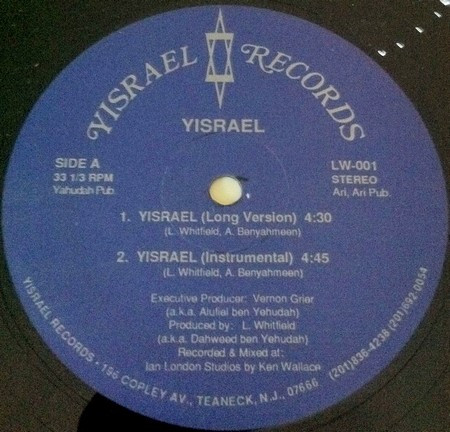 YISRAEL RECORDS
YISRAEL
SIDE A
33 1/3 RPM
Yahudah Pub.
LW-001
STEREO
Ari, Ari Pub.
1. YISRAEL (Long Version) 4:30
(L. Whitfield, A. Benyahmeen)
2. YISRAEL (Instrumental) 4:45
(L. Whitfield, A. Benyahmeen)
Executive Producer: Vernon Grier
(a.k.a. Alufiel ben Yehudah)
Produced by: L. Whitfield
(a.k.a. Dahweed ben Yehudah)
Recorded & Mixed at:
Ian London Studios by Ken Wallace
YISRAEL RECORDS • 196 COPLEY AV., TEANECK, N.J., 07666 (201)836-4238 (201)692 0054